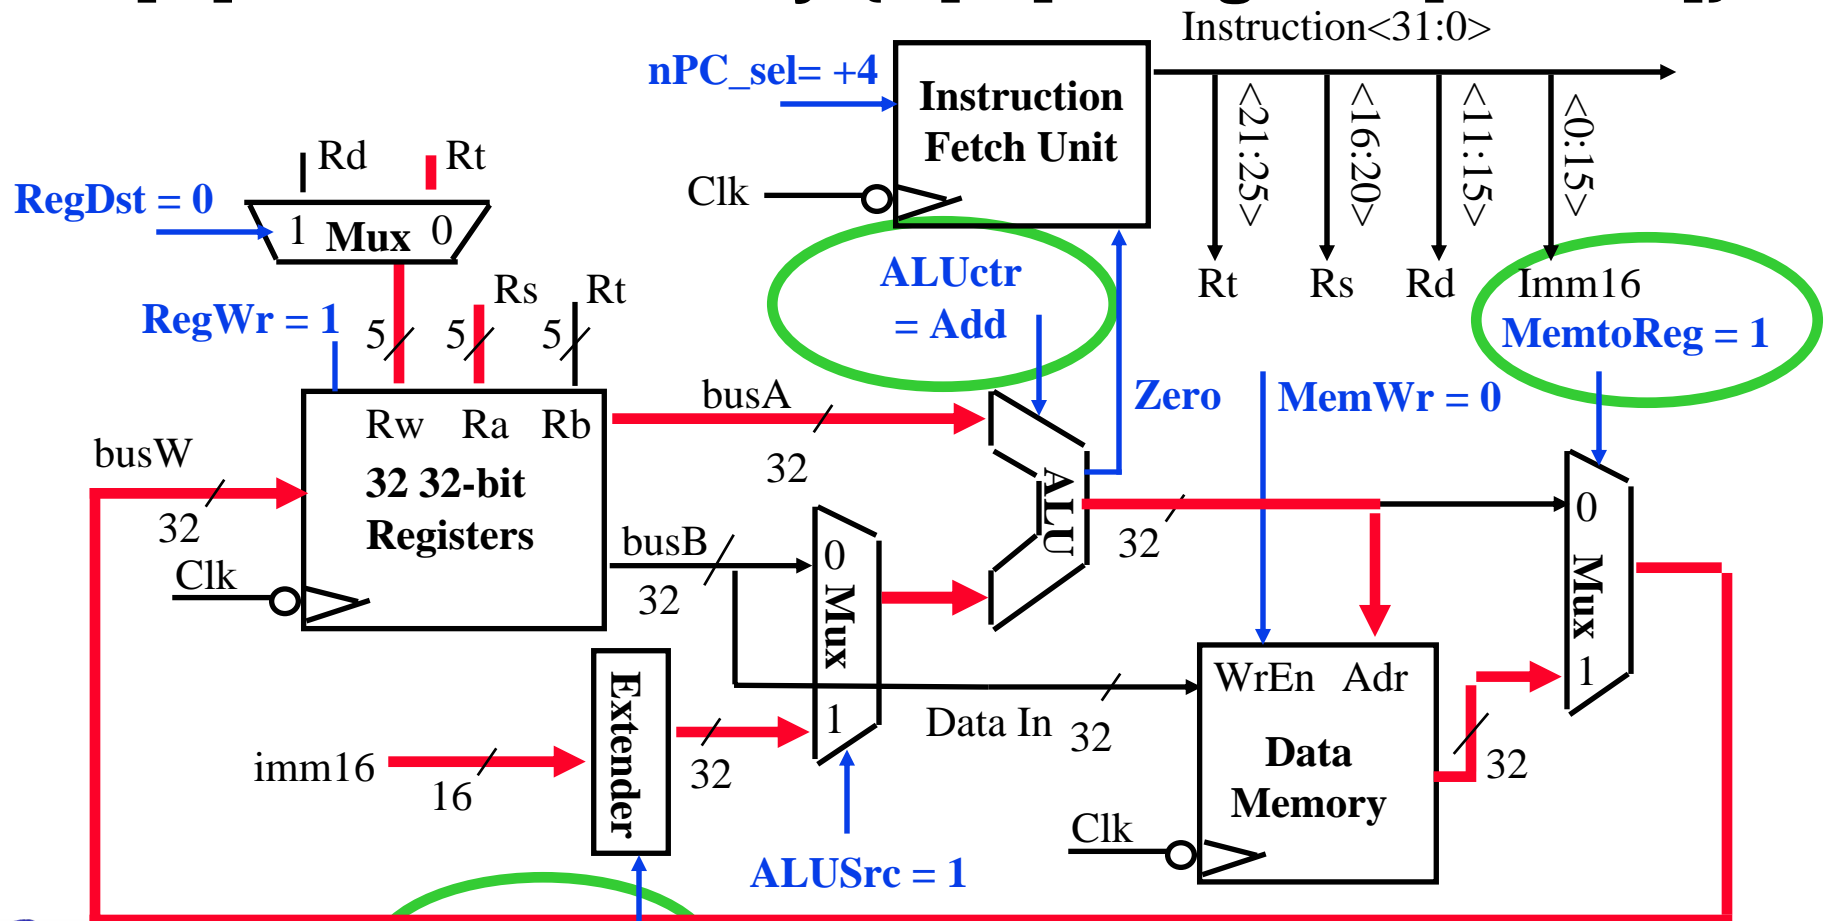 Instruction<31:0>
nPC_sel= +4
Instruction
Fetch Unit
Clk
<21:25>
<16:20>
<11:15>
<0:15>
Rt
Rs
Rd
Imm16
Rd
Rt
RegDst = 0
1
Mux
0
ALUctr
= Add
MemtoReg = 1
RegWr = 1
Rs
Rt
5
5
5
busA
32
Zero
MemWr = 0
Rw
Ra
Rb
32 32-bit
Registers
busW
32
Clk
busB
32
0
Mux
1
ALU
32
0
Mux
1
Extender
imm16
16
32
ALUSrc = 1
Data In
32
WrEn
Adr
Data
Memory
32
Clk